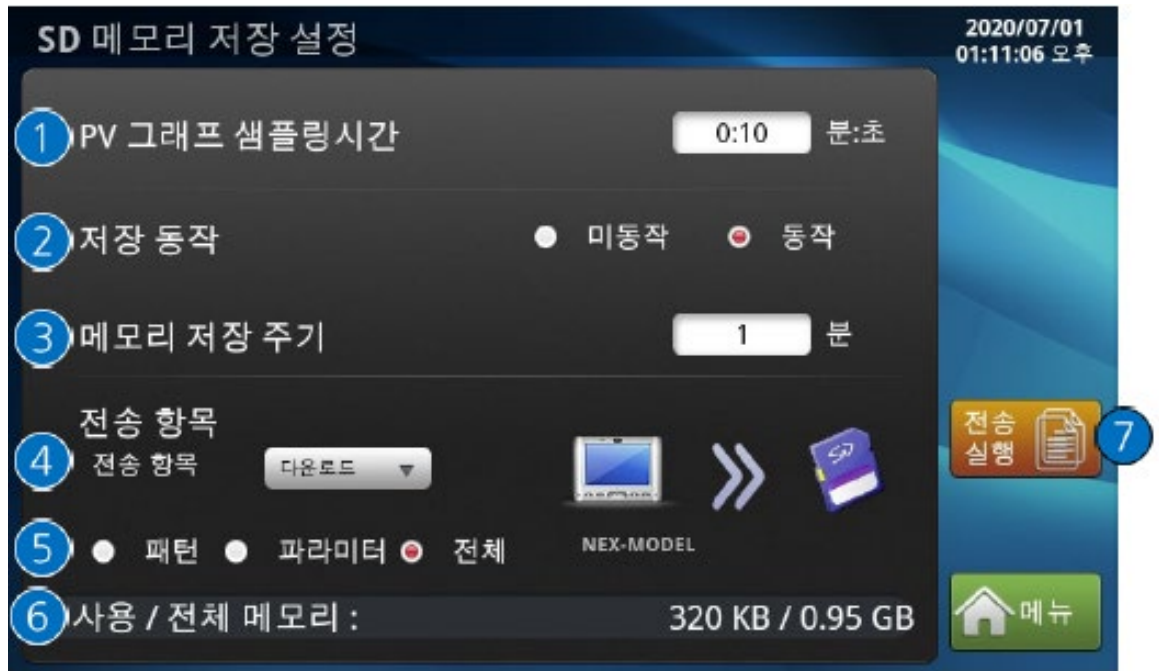 SD 메모리 저장 설정
2020/07/01
01:11:06 오후
1 PV 그래프 샘플링시간 0:10 분:초
2 저장 동작 미동작 동작
3 메모리 저장 주기 1 분
전송 항목
4 전송 항목 다운로드
전송
실행
7
5 패턴 파라미터 전체
NEX-MODEL
6 사용 / 전체 메모리 : 320 KB / 0.95 GB
메뉴